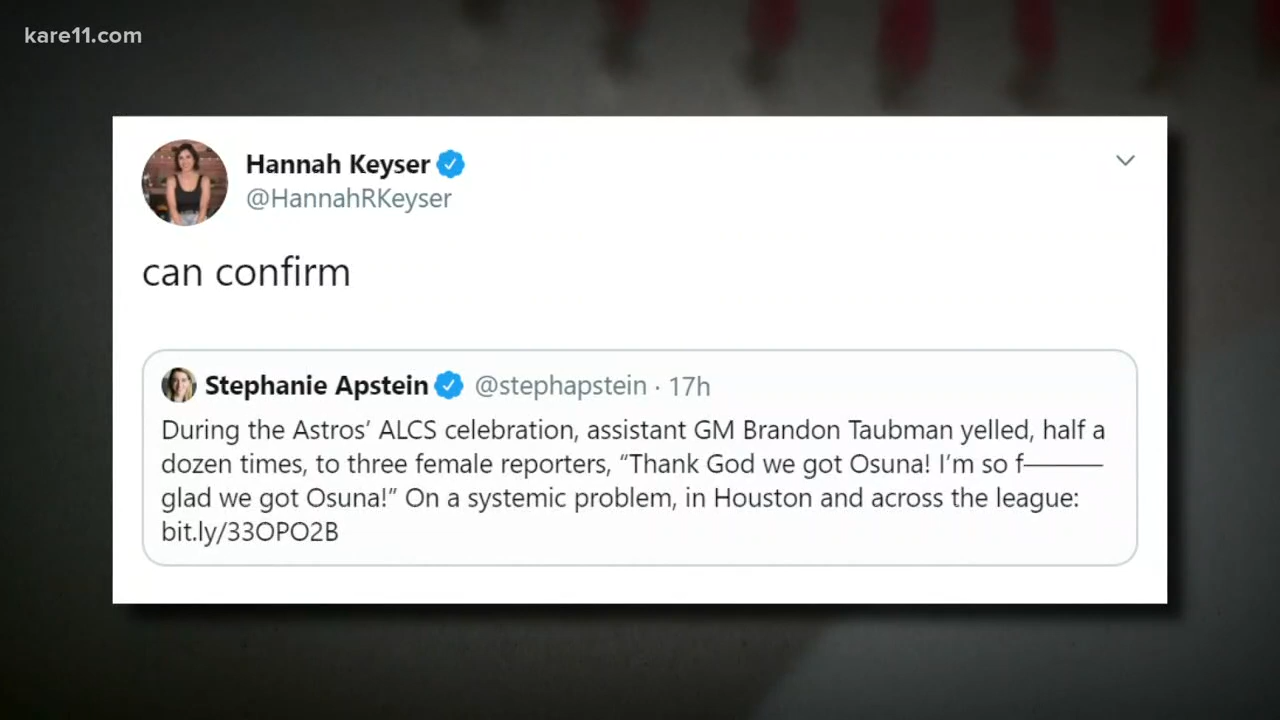 kare11.com
Hannah Keyser
@HannahRKeyser
can confirm
Stephanie Apstein @stephapstein · 17h
During the Astros’ ALCS celebration, assistant GM Brandon Taubman yelled, half a
dozen times, to three female reporters, “Thank God we got Osuna! I’m so f———
glad we got Osuna!” On a systemic problem, in Houston and across the league:
bit.ly/33OPO2B